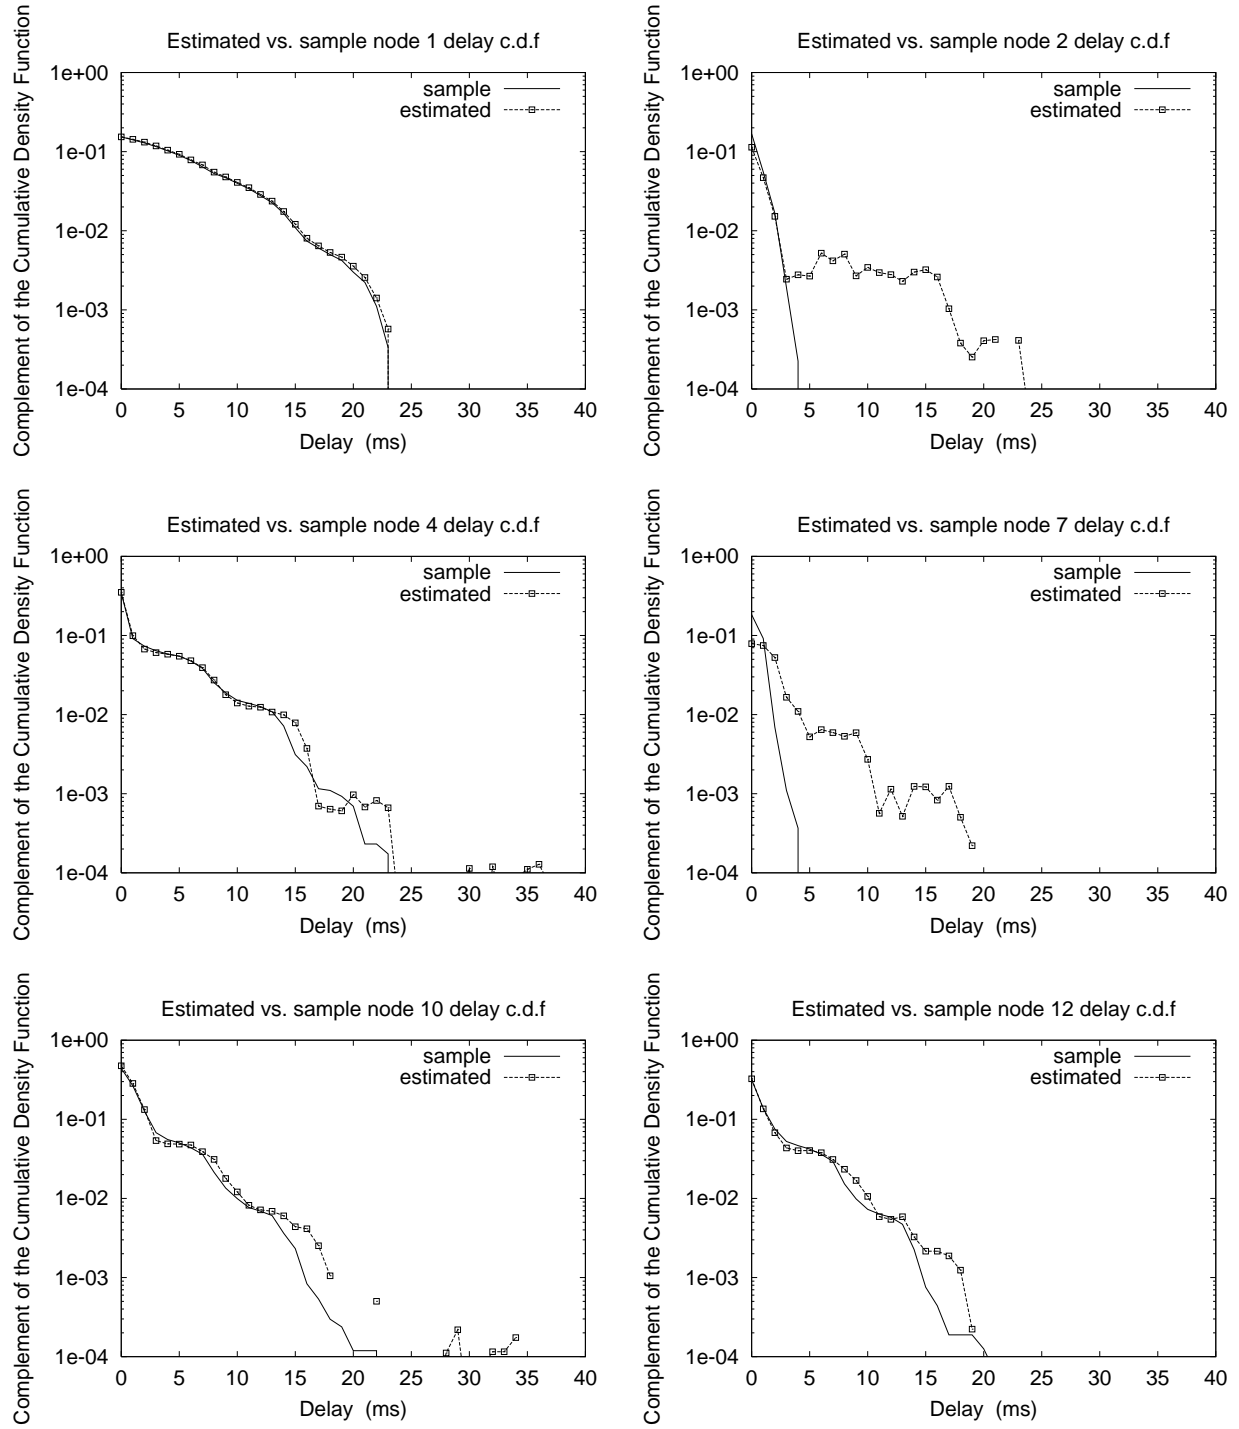 Estimated vs. sample node 1 delay c.d.f
Complement of the Cumulative Density Function
1e+00
1e-01
1e-02
1e-03
1e-04
sample
estimated
0 5 10 15 20 25 30 35 40
Delay (ms)
Estimated vs. sample node 2 delay c.d.f
Complement of the Cumulative Density Function
1e+00
1e-01
1e-02
1e-03
1e-04
sample
estimated
0 5 10 15 20 25 30 35 40
Delay (ms)
Estimated vs. sample node 4 delay c.d.f
Complement of the Cumulative Density Function
1e+00
1e-01
1e-02
1e-03
1e-04
sample
estimated
0 5 10 15 20 25 30 35 40
Delay (ms)
Estimated vs. sample node 7 delay c.d.f
Complement of the Cumulative Density Function
1e+00
1e-01
1e-02
1e-03
1e-04
sample
estimated
0 5 10 15 20 25 30 35 40
Delay (ms)
Estimated vs. sample node 10 delay c.d.f
Complement of the Cumulative Density Function
1e+00
1e-01
1e-02
1e-03
1e-04
sample
estimated
0 5 10 15 20 25 30 35 40
Delay (ms)
Estimated vs. sample node 12 delay c.d.f
Complement of the Cumulative Density Function
1e+00
1e-01
1e-02
1e-03
1e-04
sample
estimated
0 5 10 15 20 25 30 35 40
Delay (ms)